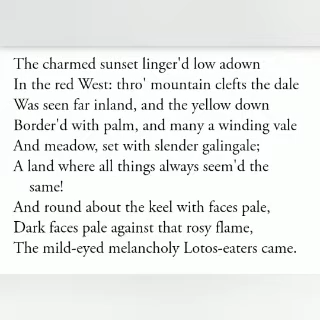 The charmed sunset linger'd low adown
In the red West: thro' mountain clefts the dale
Was seen far inland, and the yellow down
Border'd with palm, and many a winding vale
And meadow, set with slender galingale;
A land where all things always seem'd the
same!
And round about the keel with faces pale,
Dark faces pale against that rosy flame,
The mild-eyed melancholy Lotos-eaters came.